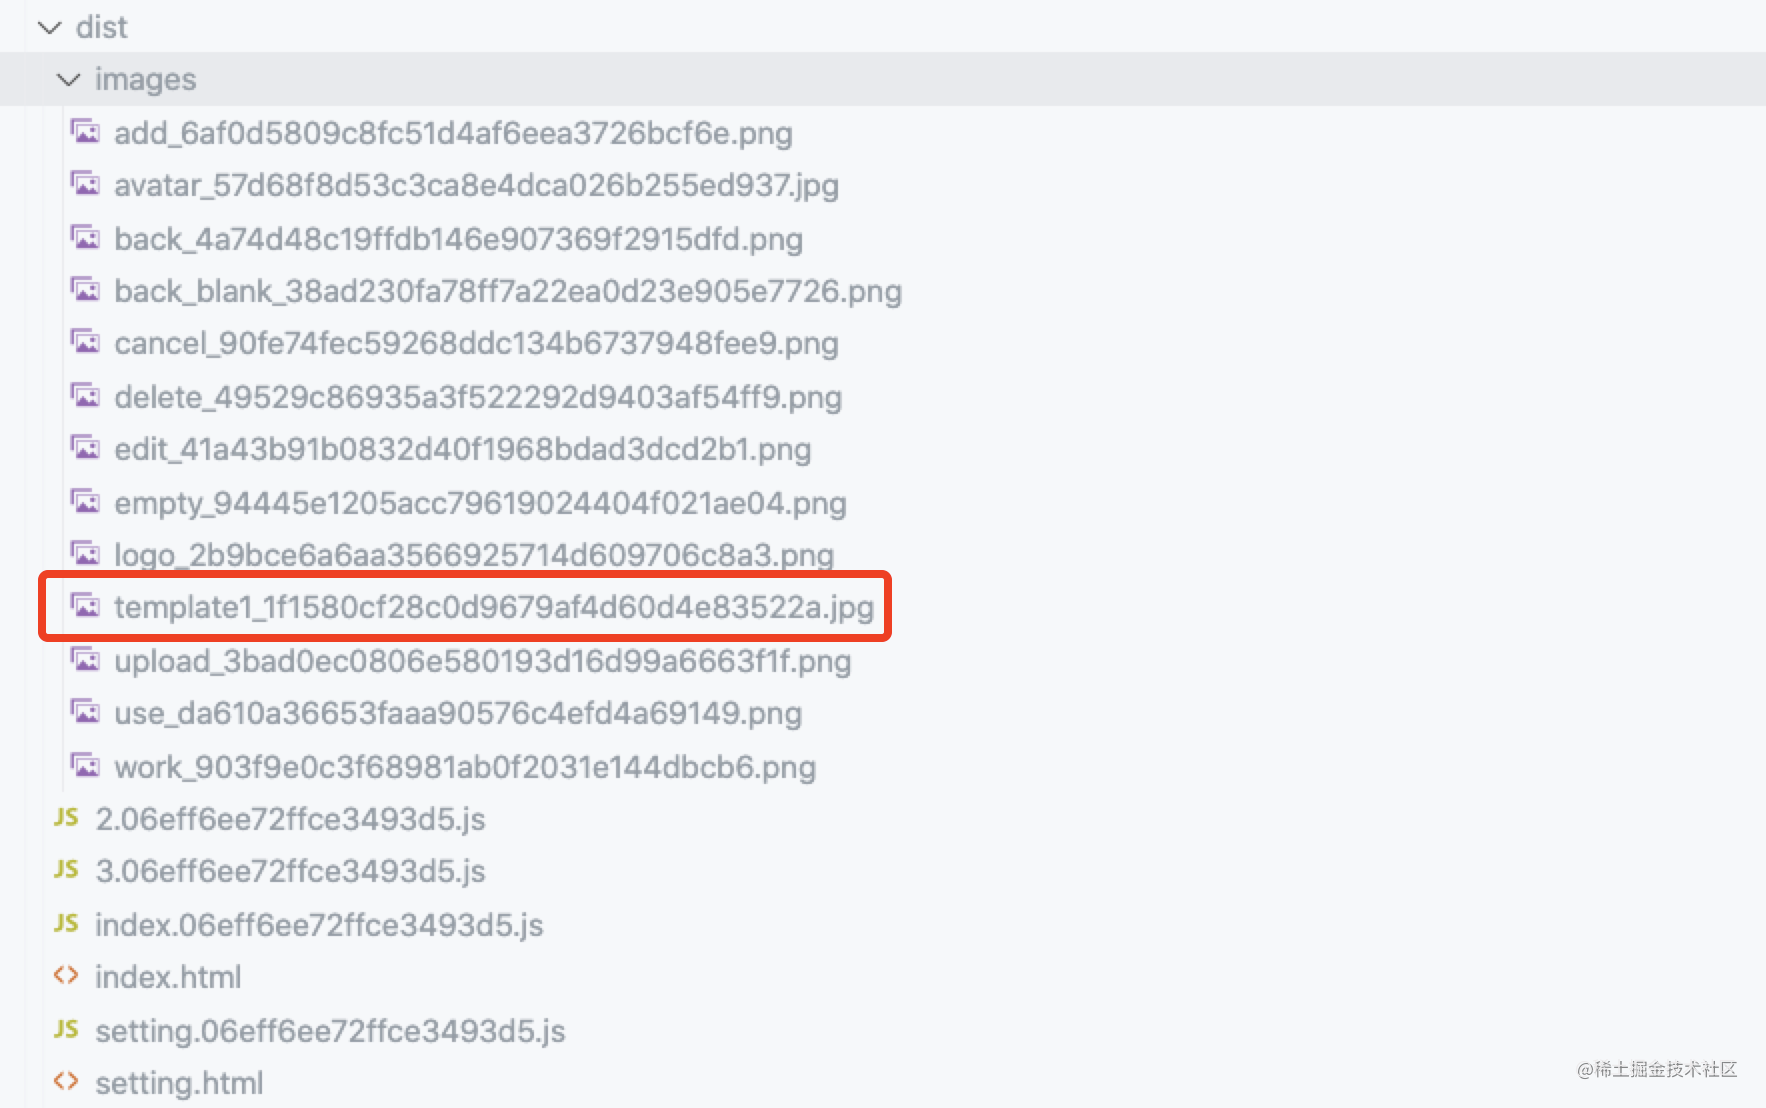 dist
images
add_6af0d5809c8fc51d4af6eea3726bcf6e.png
avatar_57d68f8d53c3ca8e4dca026b255ed937.jpg
back_4a74d48c19ffdb146e907369f2915dfd.png
back_blank_38ad230fa78ff7a22ea0d23e905e7726.png
cancel_90fe74fec59268ddc134b6737948fee9.png
delete_49529c86935a3f522292d9403af54ff9.png
edit_41a43b91b0832d40f1968bdad3dcd2b1.png
empty_94445e1205acc79619024404f021ae04.png
logo_2b9bce6a6aa3566925714d609706c8a3.png
template1_1f1580cf28c0d9679af4d60d4e83522a.jpg
upload_3bad0ec0806e580193d16d99a6663f1f.png
use_da610a36653faaa90576c4efd4a69149.png
work_903f9e0c3f68981ab0f2031e144dbcb6.png
JS 2.06eff6ee72ffce3493d5.js
JS 3.06eff6ee72ffce3493d5.js
JS index.06eff6ee72ffce3493d5.js
<> index.html
JS setting.06eff6ee72ffce3493d5.js
<> setting.html
@稀土掘金技术社区